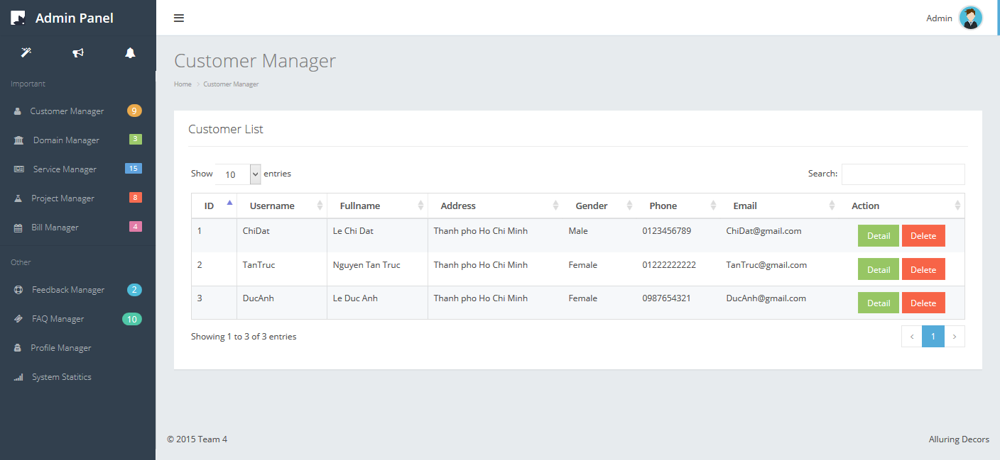 Admin Panel
Admin
Important
Customer Manager 9
Domain Manager 3
Service Manager 15
Project Manager 8
Bill Manager 4
Other
Feedback Manager 2
FAQ Manager 10
Profile Manager
System Statitics
Customer Manager
Home > Customer Manager
Customer List
Show 10 entries Search:
ID Username Fullname Address Gender Phone Email Action
1 ChiDat Le Chi Dat Thanh pho Ho Chi Minh Male 0123456789 ChiDat@gmail.com Detail Delete
2 TanTruc Nguyen Tan Truc Thanh pho Ho Chi Minh Female 01222222222 TanTruc@gmail.com Detail Delete
3 DucAnh Le Duc Anh Thanh pho Ho Chi Minh Female 0987654321 DucAnh@gmail.com Detail Delete
Showing 1 to 3 of 3 entries < 1 >
© 2015 Team 4 Alluring Decors